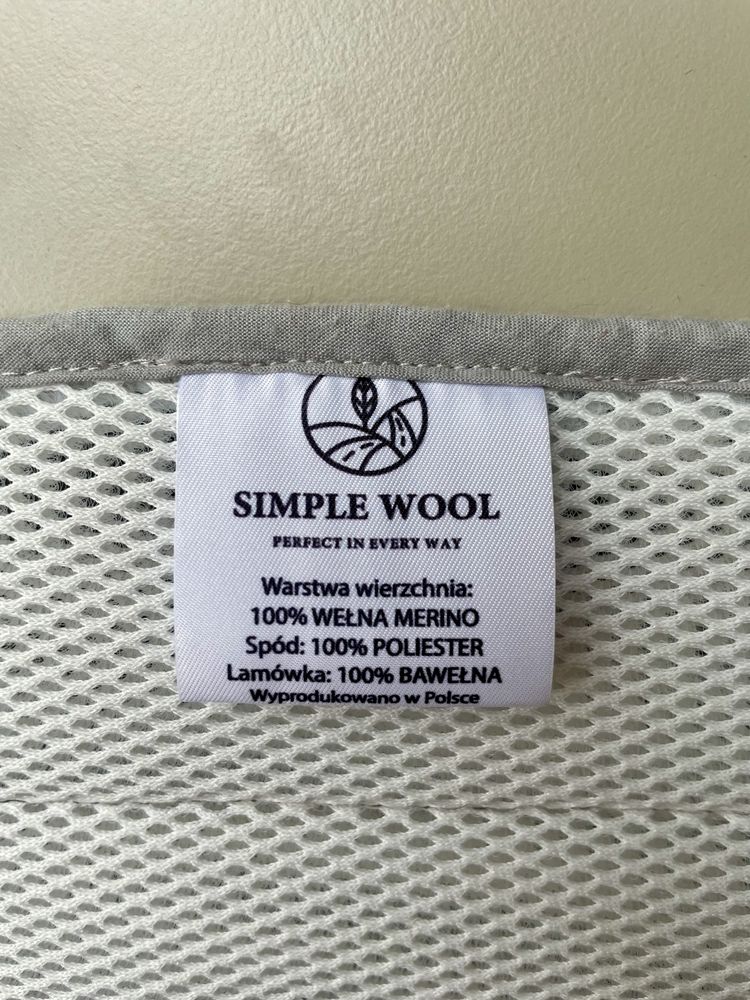 SIMPLE WOOL
PERFECT IN EVERY WAY
Warstwa wierzchnia:
100% WEŁNA MERINO
Spód: 100% POLIESTER
Lamówka: 100% BAWEŁNA
Wyprodukowano w Polsce